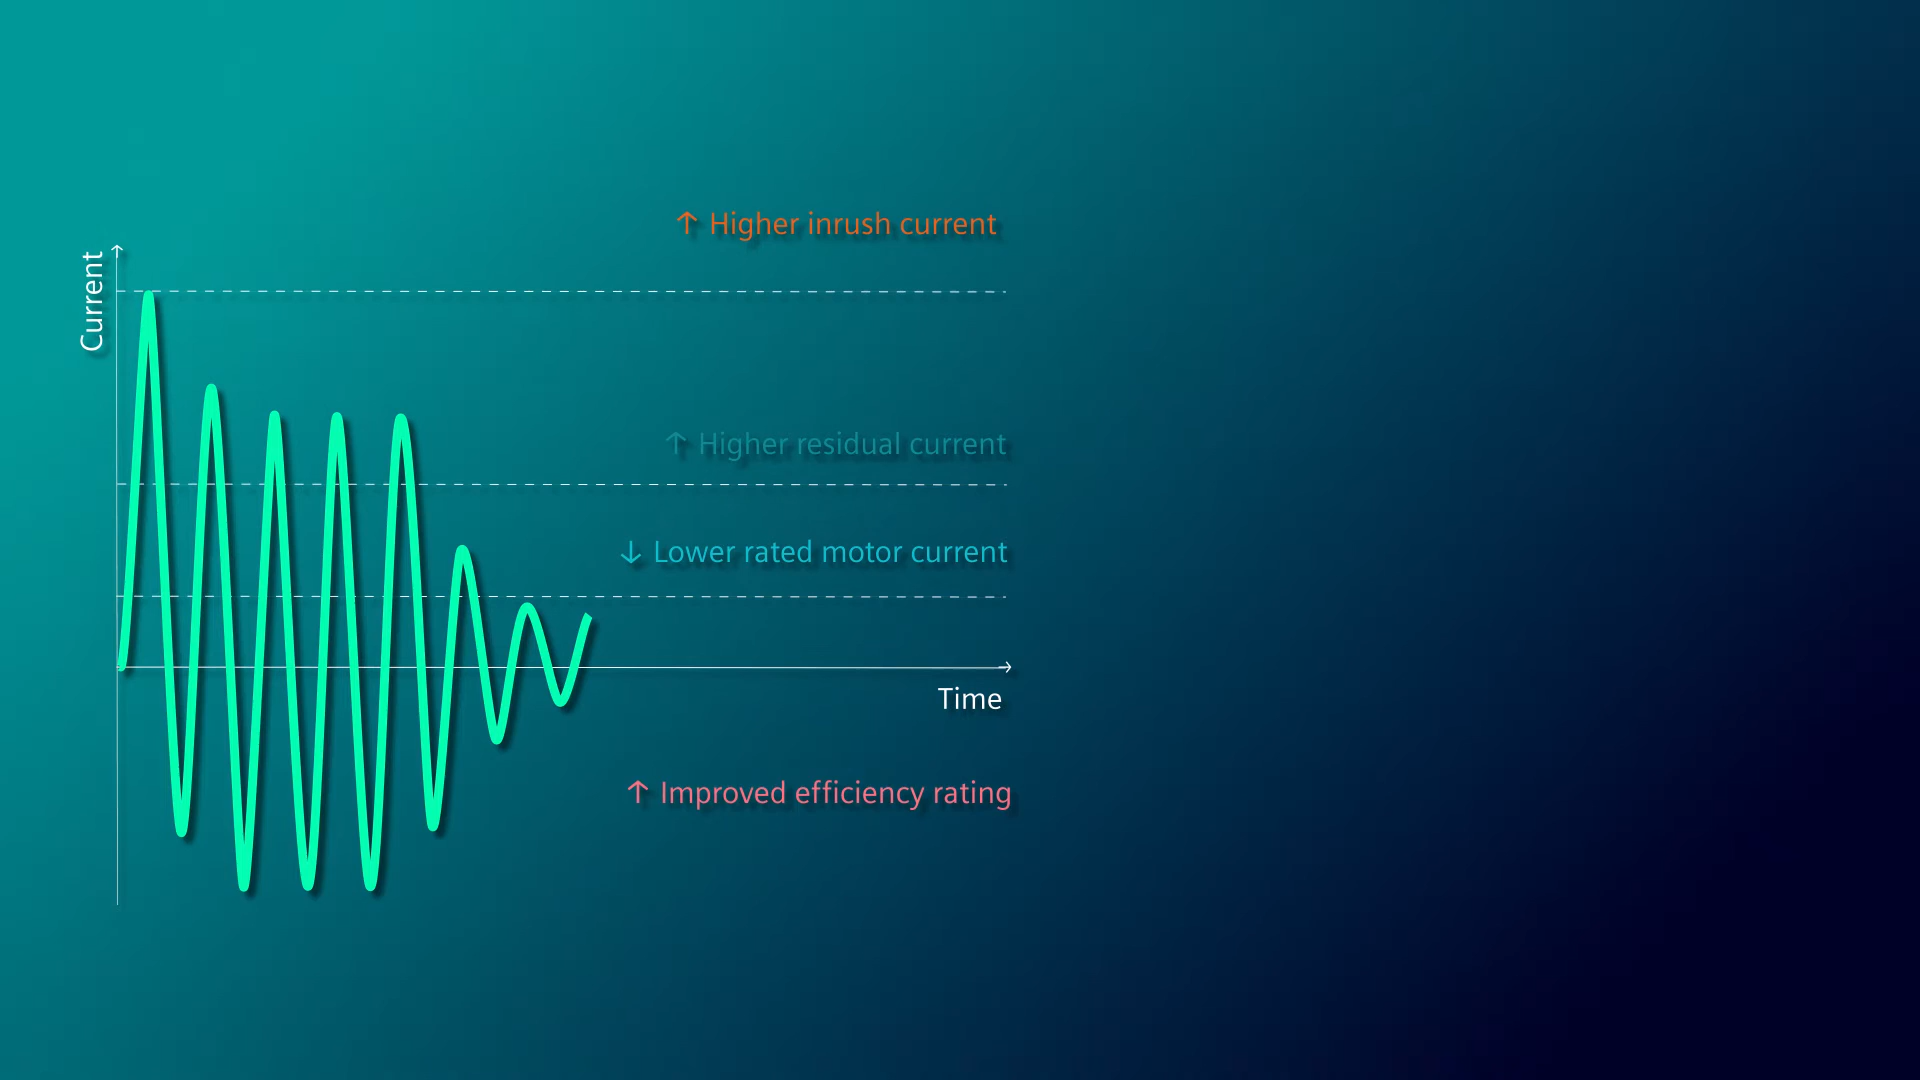 ↑ Higher inrush current
Current
↑ Higher residual current
↓ Lower rated motor current
Time
↑ Improved efficiency rating